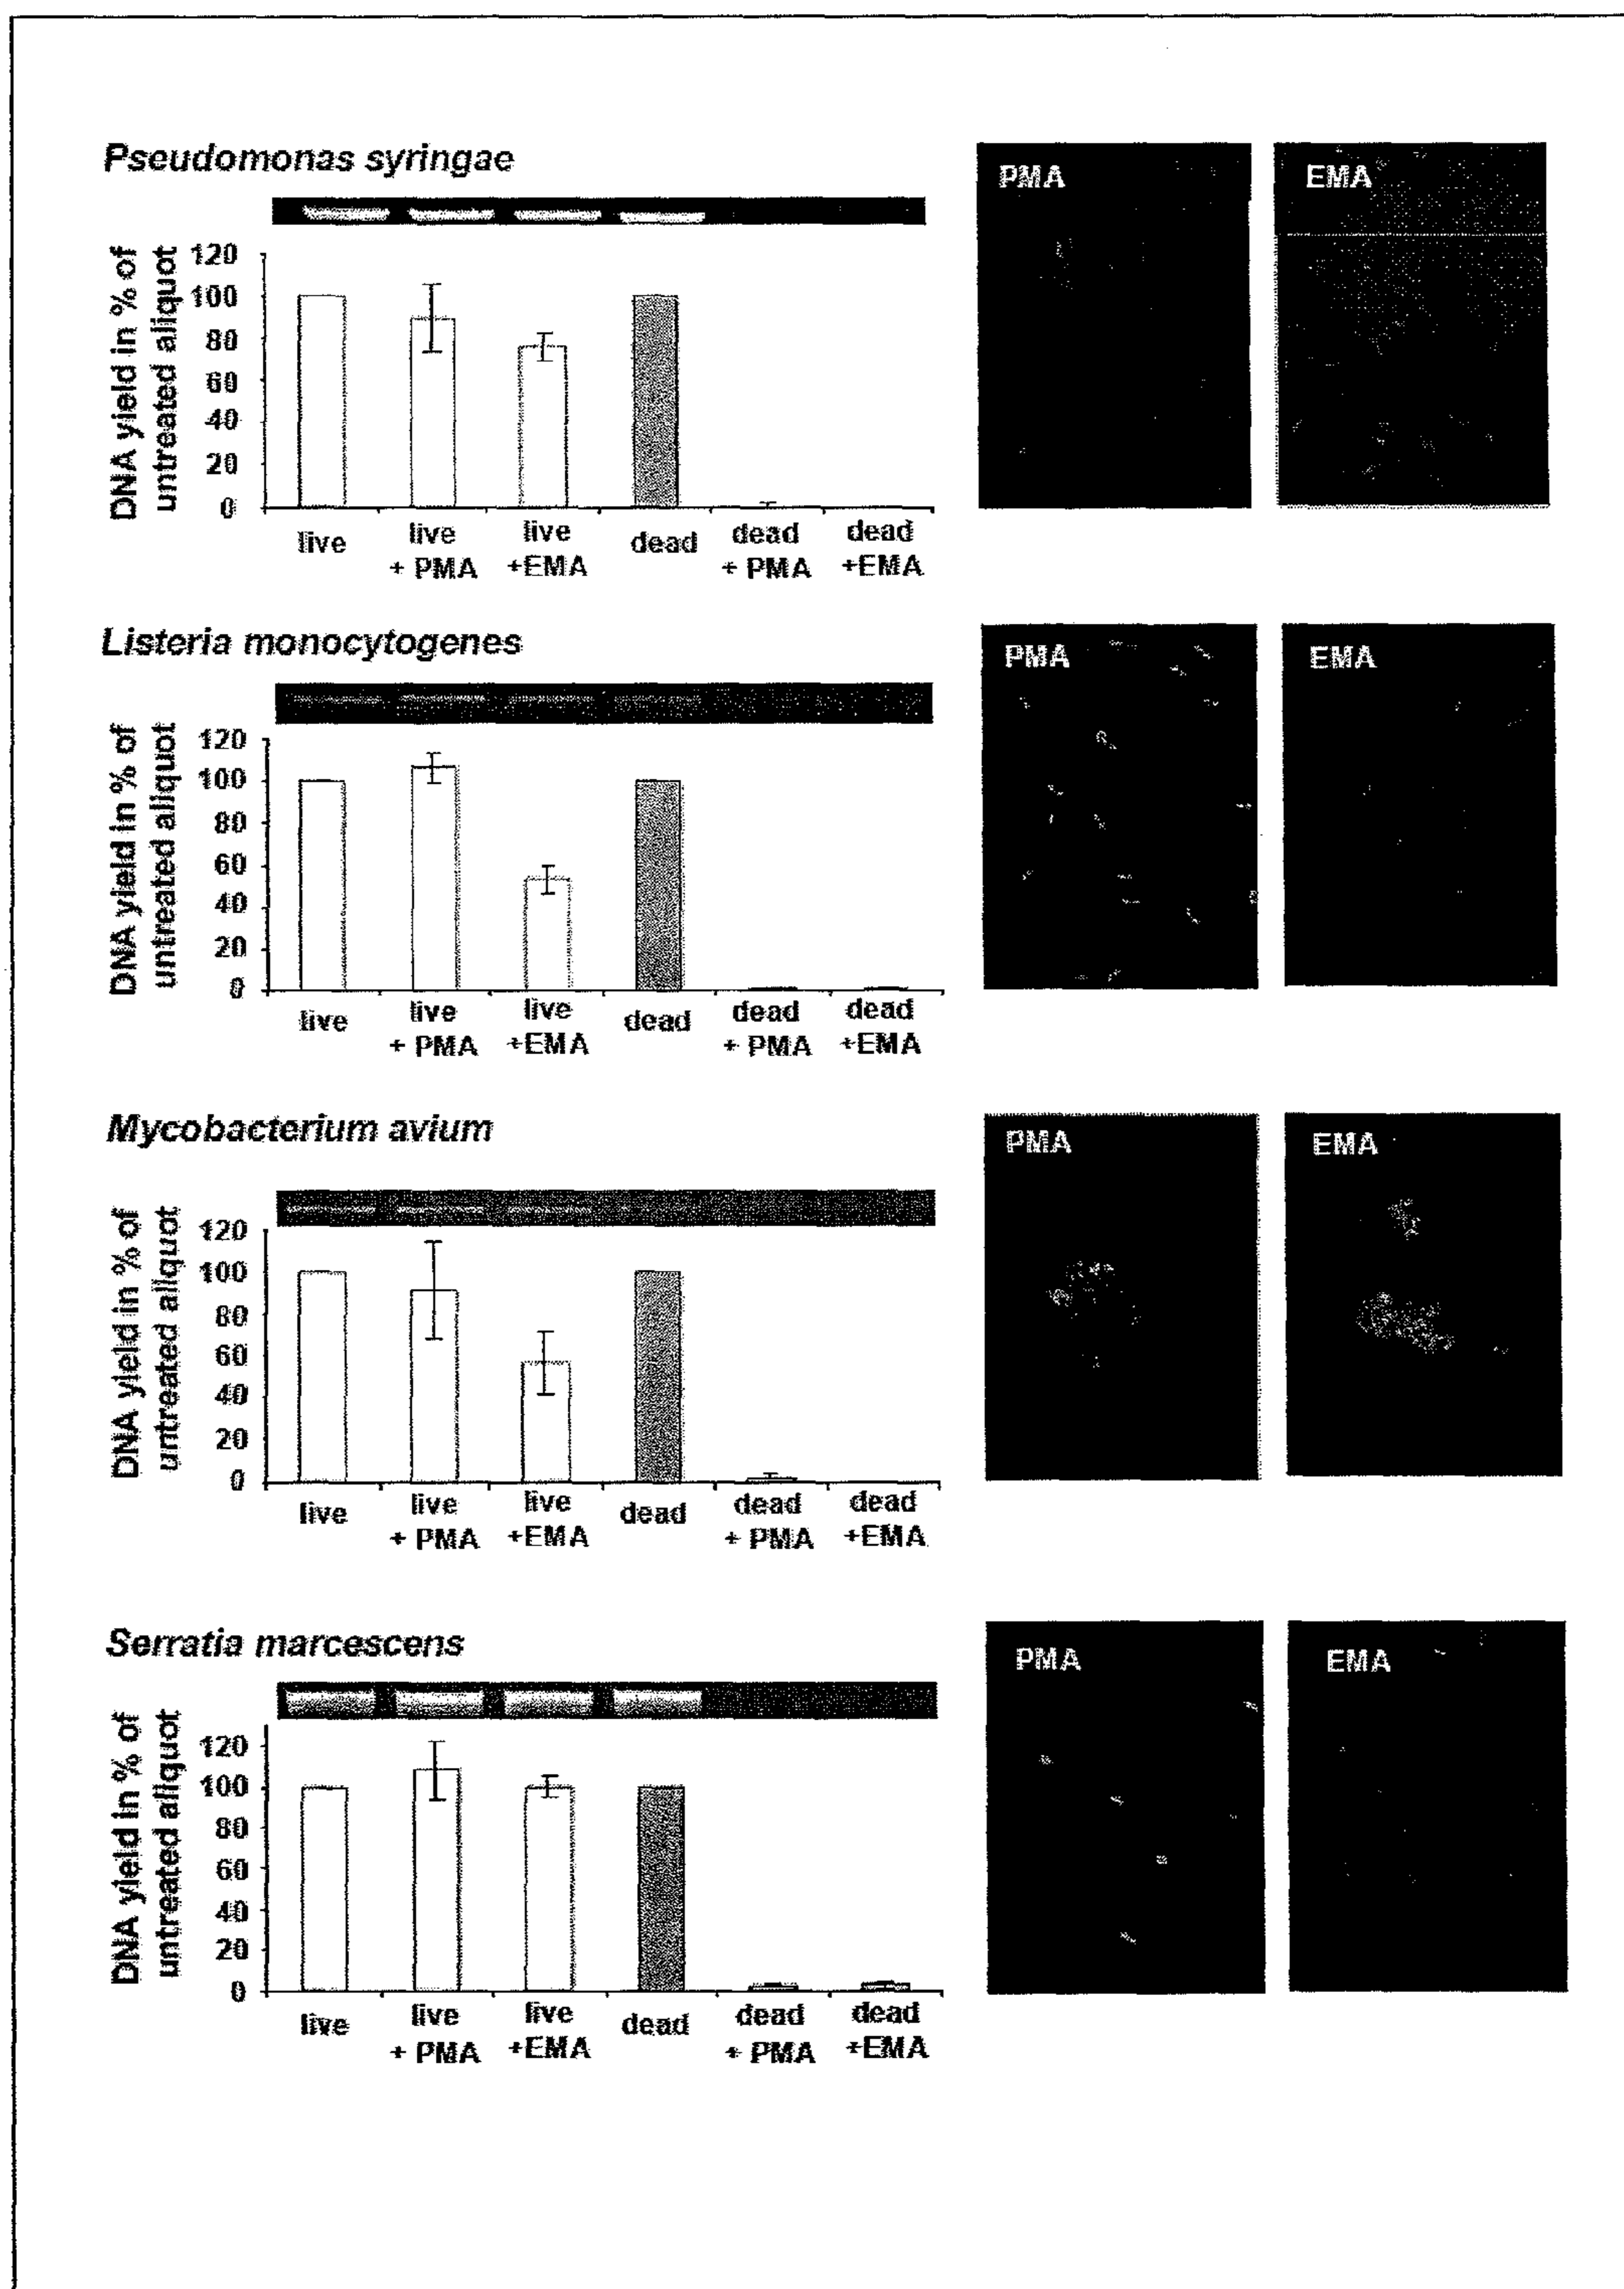 Pseudomonas syringae
PMA
EMA
DNA yield in % of
untreated aliquot
120
100
80
60
40
20
0
live
live
+ PMA
live
+EMA
dead
dead
+ PMA
dead
+EMA
Listeria monocytogenes
PMA
EMA
DNA yield in % of
untreated aliquot
120
100
80
60
40
20
0
live
live
+ PMA
live
+EMA
dead
dead
+ PMA
dead
+EMA
Mycobacterium avium
PMA
EMA
DNA yield in % of
untreated aliquot
120
100
80
60
40
20
0
live
live
+ PMA
live
+EMA
dead
dead
+ PMA
dead
+EMA
Serratia marcescens
PMA
EMA
DNA yield in % of
untreated aliquot
120
100
80
60
40
20
0
live
live
+ PMA
live
+EMA
dead
dead
+ PMA
dead
+EMA